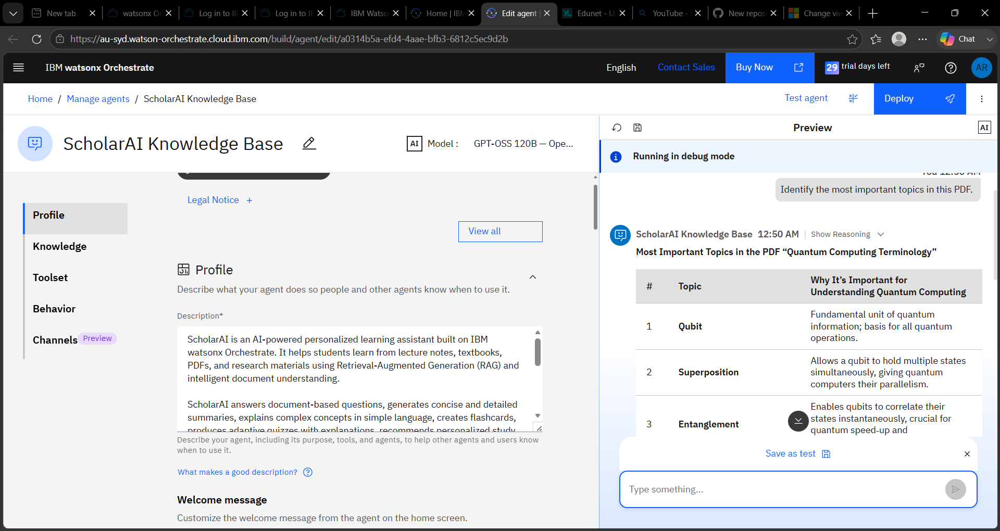 New tab
watsonx O
Log in to IB
Log in to IB
IBM Watso
Home | IBM
Edit agent |
Edunet - U
YouTube -
New repos
Change vie
https://au-syd.watson-orchestrate.cloud.ibm.com/build/agent/edit/a0314b5a-efd4-4aae-bfb3-6812c5ec9d2b
Chat
IBM watsonx Orchestrate
English
Contact Sales
Buy Now
29 trial days left
AR
Home / Manage agents / ScholarAI Knowledge Base
Test agent
Deploy
ScholarAI Knowledge Base
AI Model : GPT-OSS 120B — Ope...
Legal Notice +
View all
Profile
Knowledge
Toolset
Behavior
Channels Preview
Profile
Describe what your agent does so people and other agents know when to use it.
Description*
ScholarAI is an AI-powered personalized learning assistant built on IBM
watsonx Orchestrate. It helps students learn from lecture notes, textbooks,
PDFs, and research materials using Retrieval-Augmented Generation (RAG) and
intelligent document understanding.
ScholarAI answers document-based questions, generates concise and detailed
summaries, explains complex concepts in simple language, creates flashcards,
produces adaptive quizzes with explanations, recommends personalized study
Describe your agent, including its purpose, tools, and agents, to help other agents and users know
when to use it.
What makes a good description?
Welcome message
Customize the welcome message from the agent on the home screen.
Preview
AI
Running in debug mode
You 12:50 AM
Identify the most important topics in this PDF.
ScholarAI Knowledge Base 12:50 AM Show Reasoning
Most Important Topics in the PDF “Quantum Computing Terminology”
# Topic Why It’s Important for
Understanding Quantum Computing
1 Qubit Fundamental unit of quantum
information; basis for all quantum
operations.
2 Superposition Allows a qubit to hold multiple states
simultaneously, giving quantum
computers their parallelism.
3 Entanglement Enables qubits to correlate their
states instantaneously, crucial for
quantum speed-up and
Save as test
Type something...